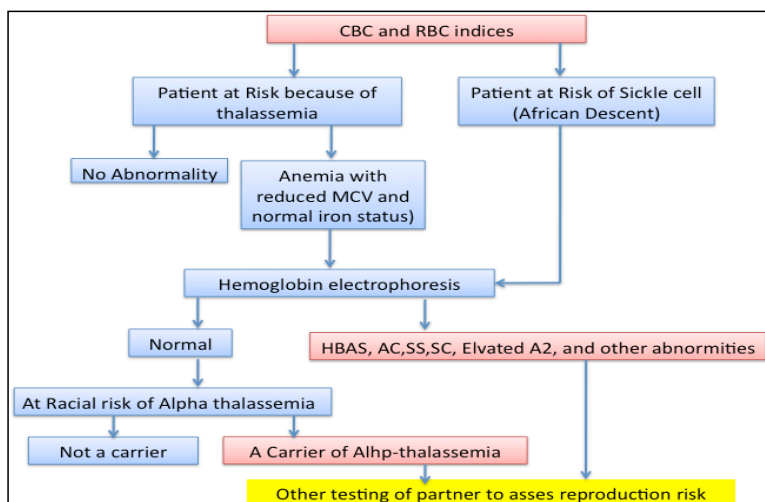 CBC and RBC indices
Patient at Risk because of
thalassemia
Patient at Risk of Sickle cell
(African Descent)
No Abnormality
Anemia with
reduced MCV and
normal iron status)
Hemoglobin electrophoresis
Normal
HBAS, AC,SS,SC, Elvated A2, and other abnormities
At Racial risk of Alpha thalassemia
Not a carrier
A Carrier of Alhp-thalassemia
Other testing of partner to asses reproduction risk